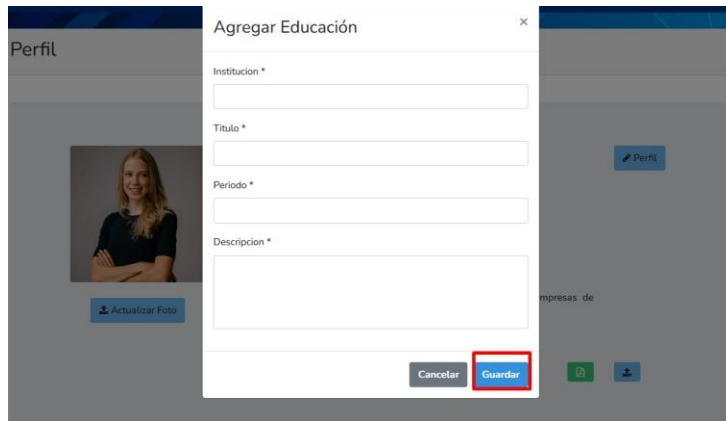 Agregar Educación ×
Perfil
Institucion *
Titulo *
Perfil
Periodo *
Descripcion *
mpresas de
Actualizar Foto
Cancelar Guardar